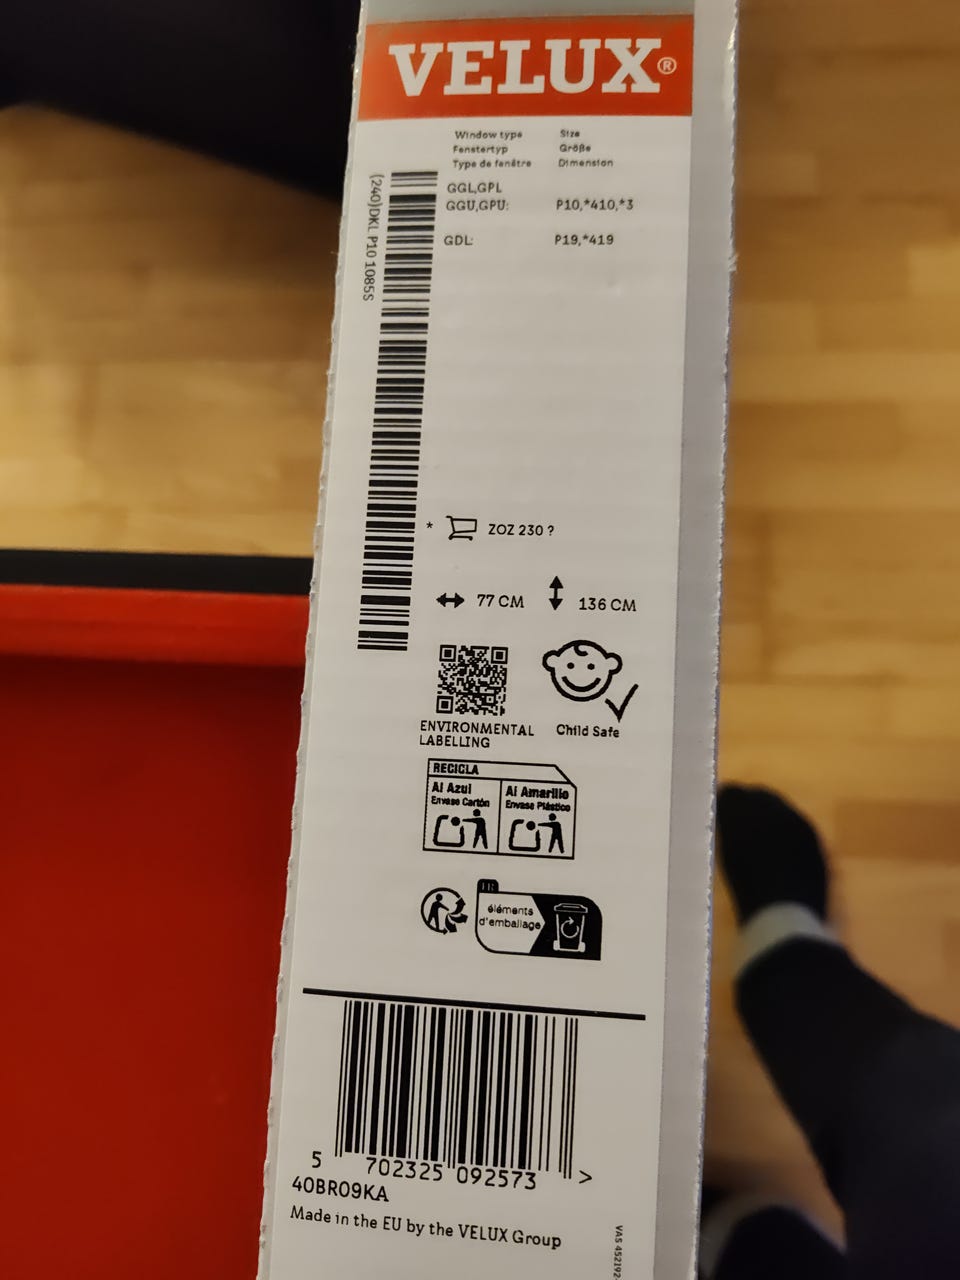 VELUX®
Window type Size
Fenstertyp Größe
Type de fenêtre Dimension
GGL,GPL
GGU,GPU: P10,*410,*3
GDL: P19,*419
(240)DKL P10 1085S
* ZOZ 230 ?
77 CM 136 CM
ENVIRONMENTAL
LABELLING
Child Safe
RECICLA
Al Azul
Envase Cartón
Al Amarillo
Envase Plástico
FR
éléments
d'emballage
5 702325 092573 >
40BR09KA
Made in the EU by the VELUX Group
VAS 452192-